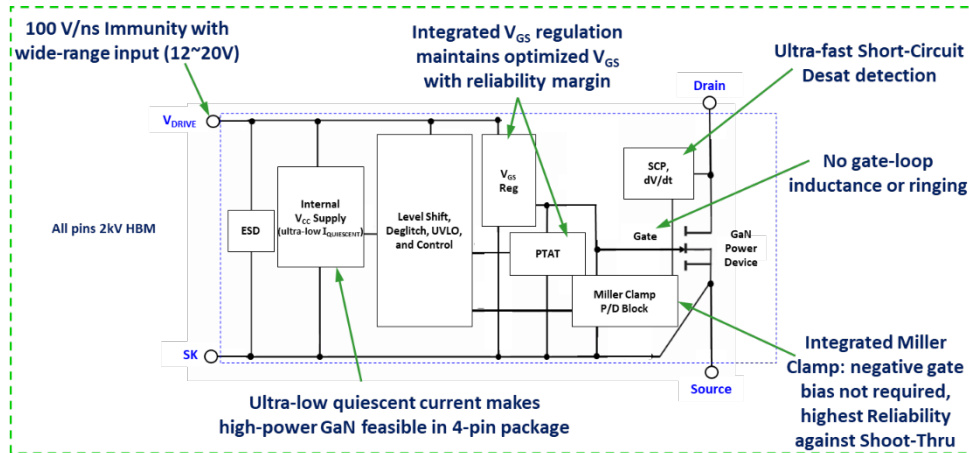 100 V/ns Immunity with
wide-range input (12~20V)
Integrated VGS regulation
maintains optimized VGS
with reliability margin
Ultra-fast Short-Circuit
Desat detection
Drain
VDRIVE
SCP,
dV/dt
No gate-loop
inductance or ringing
VGS
Reg
Internal
VCC Supply
(ultra-low IQUIESCENT)
Level Shift,
Deglitch, UVLO,
and Control
All pins 2kV HBM
ESD
Gate
GaN
Power
Device
PTAT
Miller Clamp
P/D Block
SK
Integrated Miller
Clamp: negative gate
bias not required,
highest Reliability
against Shoot-Thru
Source
Ultra-low quiescent current makes
high-power GaN feasible in 4-pin package